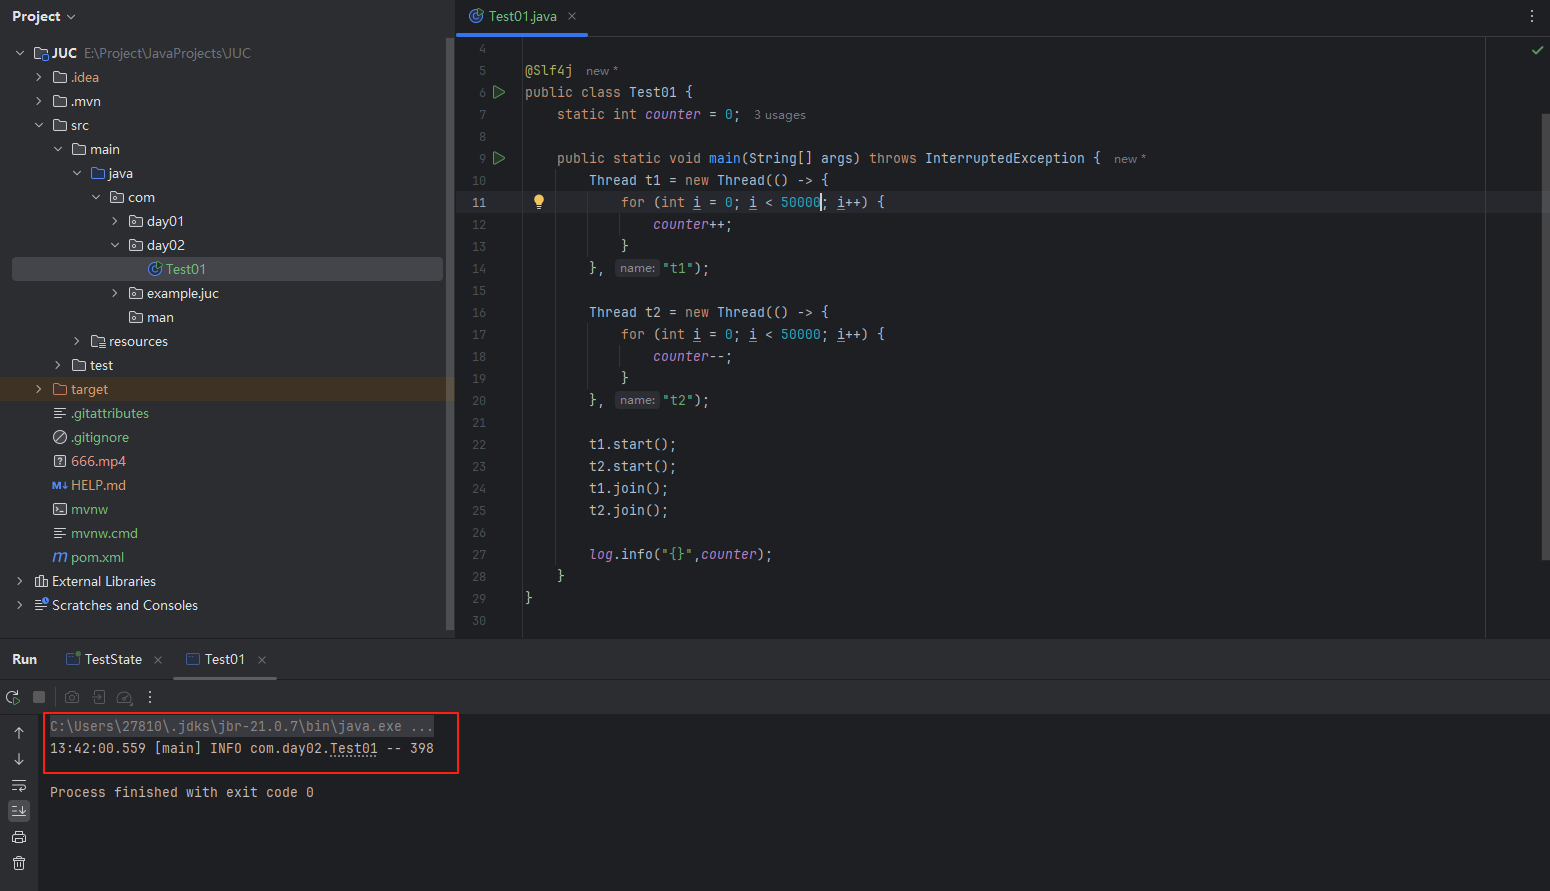 Project
Test01.java
JUC E:\Project\JavaProjects\JUC
.idea
.mvn
src
main
java
com
day01
day02
Test01
example.juc
man
resources
test
target
.gitattributes
.gitignore
666.mp4
HELP.md
mvnw
mvnw.cmd
pom.xml
External Libraries
Scratches and Consoles
4
5 @Slf4j new *
6 public class Test01 {
7 static int counter = 0; 3 usages
8
9 public static void main(String[] args) throws InterruptedException { new *
10 Thread t1 = new Thread(() -> {
11 for (int i = 0; i < 50000; i++) {
12 counter++;
13 }
14 }, name: "t1");
15
16 Thread t2 = new Thread(() -> {
17 for (int i = 0; i < 50000; i++) {
18 counter--;
19 }
20 }, name: "t2");
21
22 t1.start();
23 t2.start();
24 t1.join();
25 t2.join();
26
27 log.info("{}",counter);
28 }
29 }
30
Run TestState Test01
C:\Users\27810\.jdks\jbr-21.0.7\bin\java.exe ...
13:42:00.559 [main] INFO com.day02.Test01 -- 398
Process finished with exit code 0